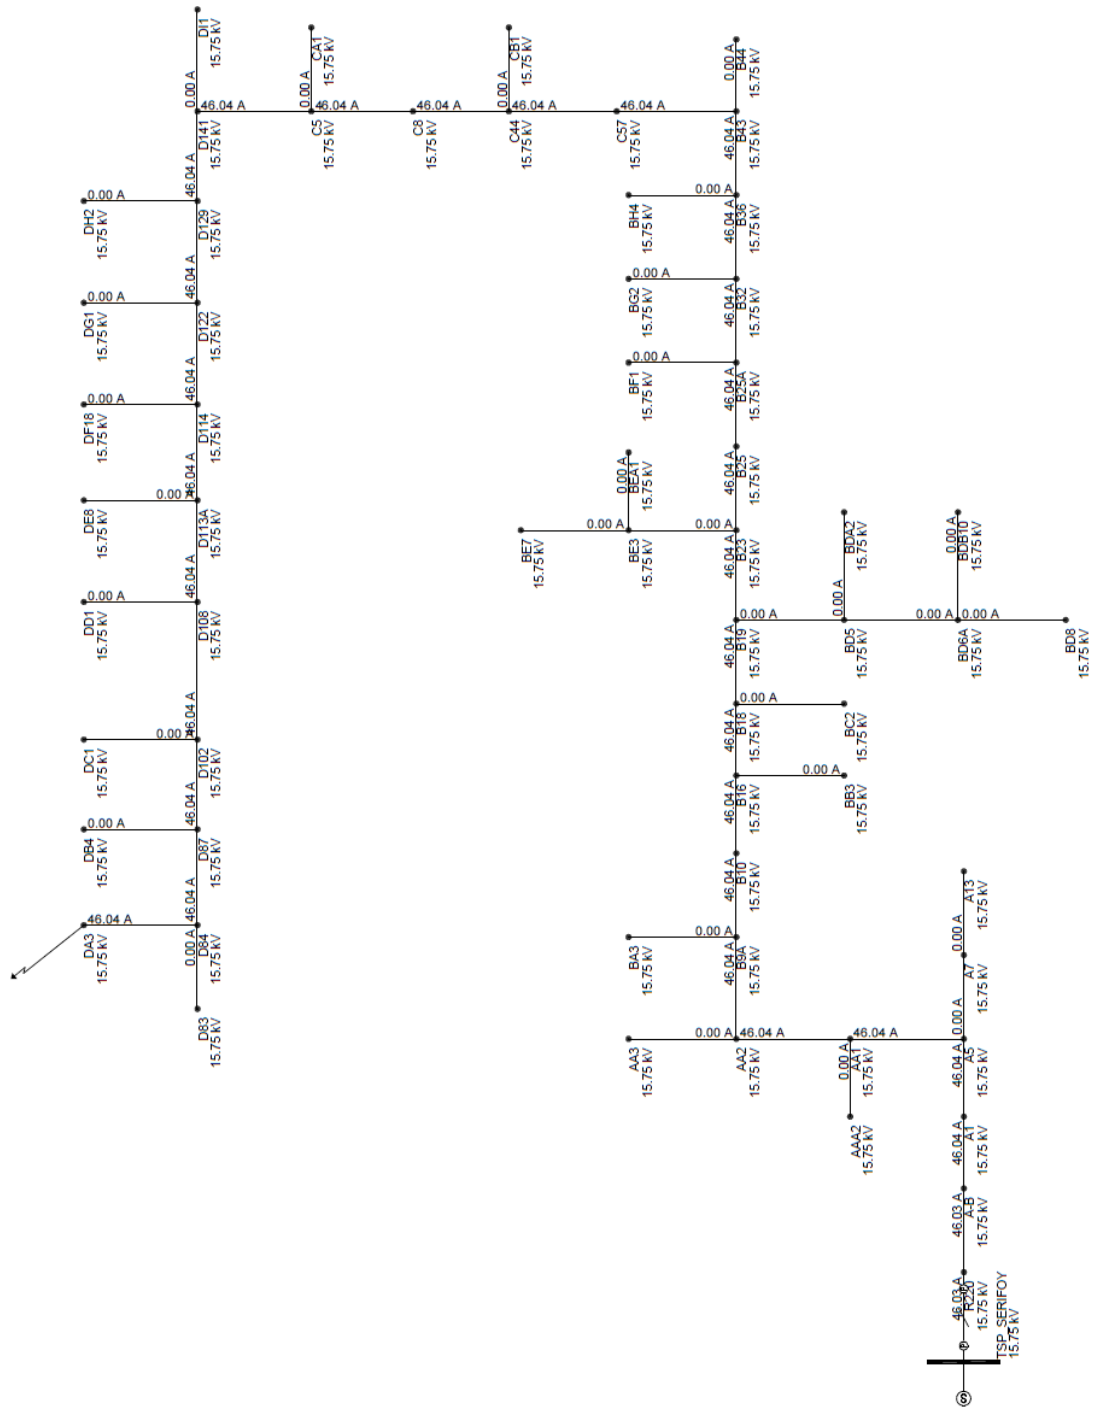 DI1
15.75 kV
0.00 A
CA1
15.75 kV
0.00 A
CB1
15.75 kV
0.00 A
B44
15.75 kV
0.00 A
46.04 A
D141
15.75 kV
46.04 A
C5
15.75 kV
46.04 A
C8
15.75 kV
46.04 A
C44
15.75 kV
46.04 A
C57
15.75 kV
B43
15.75 kV
46.04 A
46.04 A
0.00 A
DH2
15.75 kV
D129
15.75 kV
46.04 A
0.00 A
BH4
15.75 kV
B36
15.75 kV
46.04 A
0.00 A
DG1
15.75 kV
D122
15.75 kV
46.04 A
0.00 A
BG2
15.75 kV
B32
15.75 kV
46.04 A
0.00 A
DF18
15.75 kV
D114
15.75 kV
46.04 A
0.00 A
BF1
15.75 kV
B25A
15.75 kV
46.04 A
0.00 A
DE8
15.75 kV
D113A
15.75 kV
46.04 A
0.00 A
BEA1
15.75 kV
B25
15.75 kV
46.04 A
0.00 A
BE7
15.75 kV
0.00 A
BE3
15.75 kV
B23
15.75 kV
46.04 A
BDA2
15.75 kV
0.00 A
BDB10
15.75 kV
0.00 A
0.00 A
DD1
15.75 kV
D108
15.75 kV
46.04 A
0.00 A
B19
15.75 kV
46.04 A
BD5
15.75 kV
0.00 A
0.00 A
BD6A
15.75 kV
BD8
15.75 kV
0.00 A
DC1
15.75 kV
D102
15.75 kV
46.04 A
0.00 A
B18
15.75 kV
46.04 A
BC2
15.75 kV
0.00 A
B16
15.75 kV
46.04 A
BB3
15.75 kV
0.00 A
DB4
15.75 kV
D87
15.75 kV
46.04 A
B10
15.75 kV
46.04 A
46.04 A
DA3
15.75 kV
D84
15.75 kV
0.00 A
D83
15.75 kV
0.00 A
BA3
15.75 kV
B9A
15.75 kV
46.04 A
A13
15.75 kV
0.00 A
A7
15.75 kV
0.00 A
0.00 A
46.04 A
46.04 A
AA3
15.75 kV
AA2
15.75 kV
AA1
15.75 kV
0.00 A
A5
15.75 kV
46.04 A
AAA2
15.75 kV
A1
15.75 kV
46.04 A
A-B
15.75 kV
46.03 A
R220
15.75 kV
46.03 A
TSP_SERIFOY
15.75 kV
S